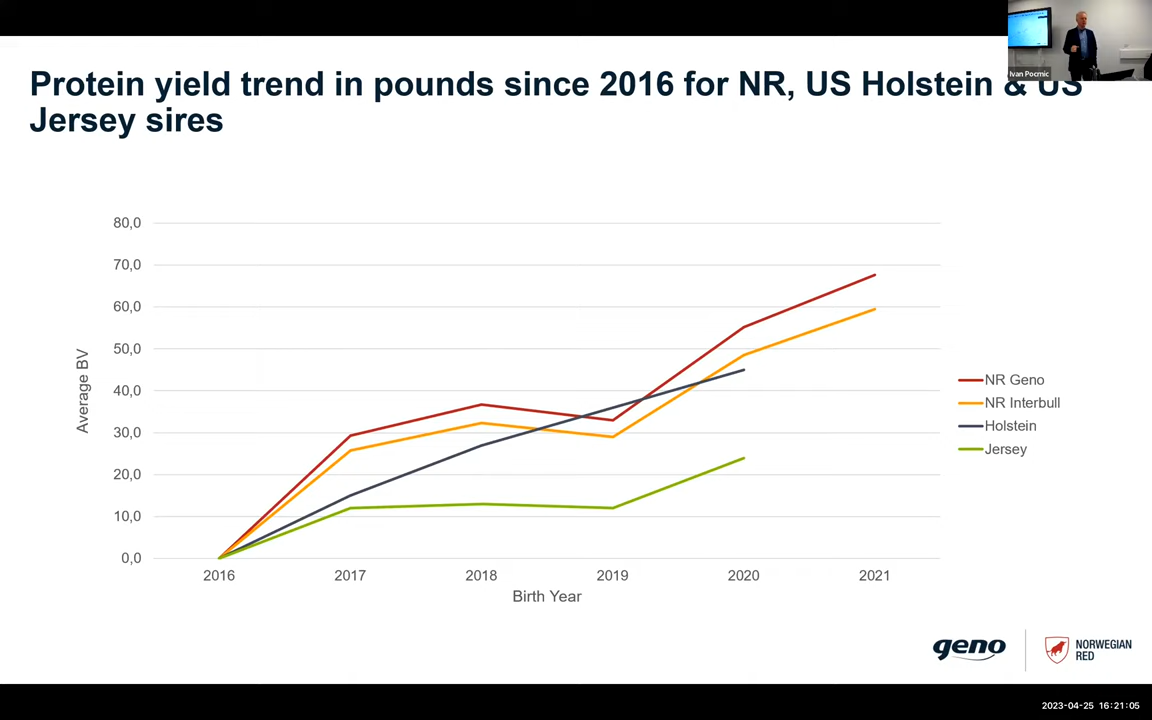 Ivan Pocrnic
Protein yield trend in pounds since 2016 for NR, US Holstein & US
Jersey sires
80,0
70,0
60,0
50,0
40,0
30,0
20,0
10,0
0,0
Average BV
2016 2017 2018 2019 2020 2021
Birth Year
NR Geno
NR Interbull
Holstein
Jersey
geno
NORWEGIAN
RED
2023-04-25 16:21:05